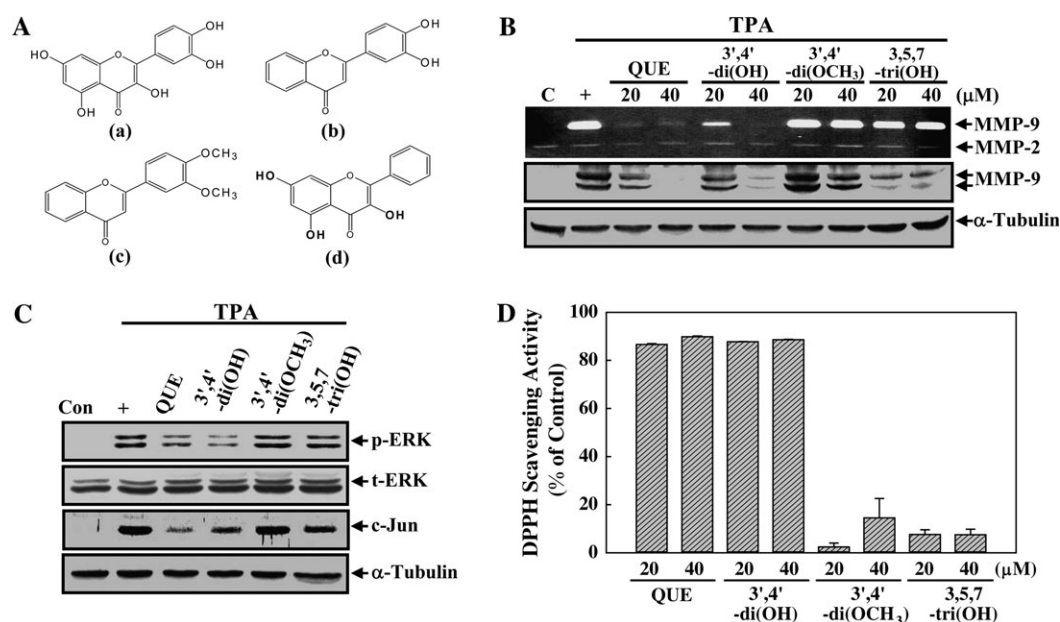 A
OH
OH
HO
O
OH
OH
O
(a)
OH
OH
O
O
(b)
OCH3
OCH3
O
O
(c)
HO
O
OH
OH
O
(d)
B
TPA
QUE
3',4' -di(OH)
3',4' -di(OCH3)
3,5,7 -tri(OH)
C + 20 40 20 40 20 40 20 40 (μM)
MMP-9
MMP-2
MMP-9
α-Tubulin
C
TPA
Con + QUE
3',4' -di(OH)
3',4' -di(OCH3)
3,5,7 -tri(OH)
p-ERK
t-ERK
c-Jun
α-Tubulin
D
DPPH Scavenging Activity
(% of Control)
100
80
60
40
20
0
20 40 20 40 20 40 20 40 (μM)
QUE
3',4' -di(OH)
3',4' -di(OCH3)
3,5,7 -tri(OH)